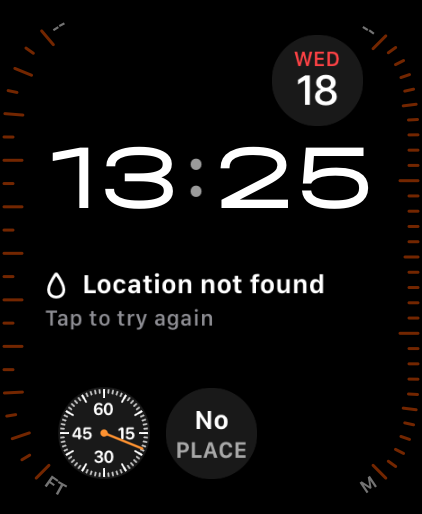 --
--
WED
18
13:25
Location not found
Tap to try again
60
45
15
30
No
PLACE
FT
M